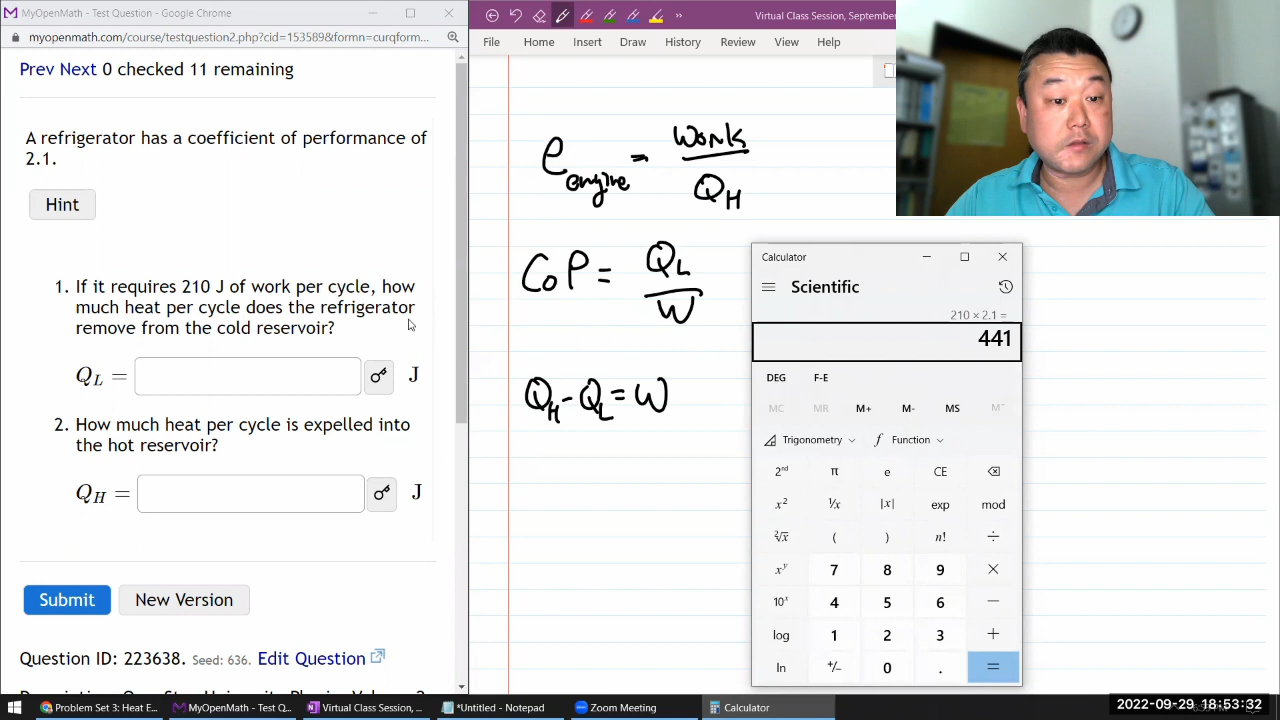 MyOpenMath - Test Question - Google Chrome
myopenmath.com/course/testquestion2.php?cid=153589&formn=curqform...
Prev Next 0 checked 11 remaining
A refrigerator has a coefficient of performance of
2.1.
Hint
1. If it requires 210 J of work per cycle, how
much heat per cycle does the refrigerator
remove from the cold reservoir?
Q_L = J
2. How much heat per cycle is expelled into
the hot reservoir?
Q_H = J
Submit New Version
Question ID: 223638. Seed: 636. Edit Question
Virtual Class Session, September
File Home Insert Draw History Review View Help
e_engine = work / Q_H
CoP = Q_L / W
Q_H - Q_L = W
Calculator
Scientific
210 × 2.1 =
441
DEG F-E
MC MR M+ M- MS M˅
Trigonometry f Function
2nd π e CE
x² ¹/x |x| exp mod
²√x ( ) n! ÷
xʸ 7 8 9 ×
10ˣ 4 5 6 −
log 1 2 3 +
ln +/− 0 . =
Problem Set 3: Heat E... MyOpenMath - Test Q... Virtual Class Session, ... *Untitled - Notepad Zoom Meeting Calculator
2022-09-29 18:53:32